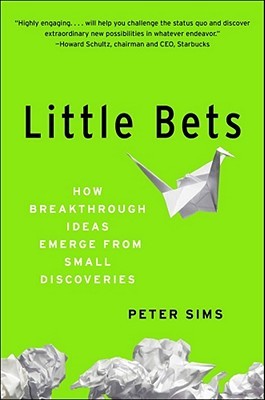 "Highly engaging. . . . will help you challenge the status quo and discover
extraordinary new possibilities in whatever endeavor."
—Howard Schultz, chairman and CEO, Starbucks
Little Bets
HOW
BREAKTHROUGH
IDEAS
EMERGE FROM
SMALL
DISCOVERIES
PETER SIMS